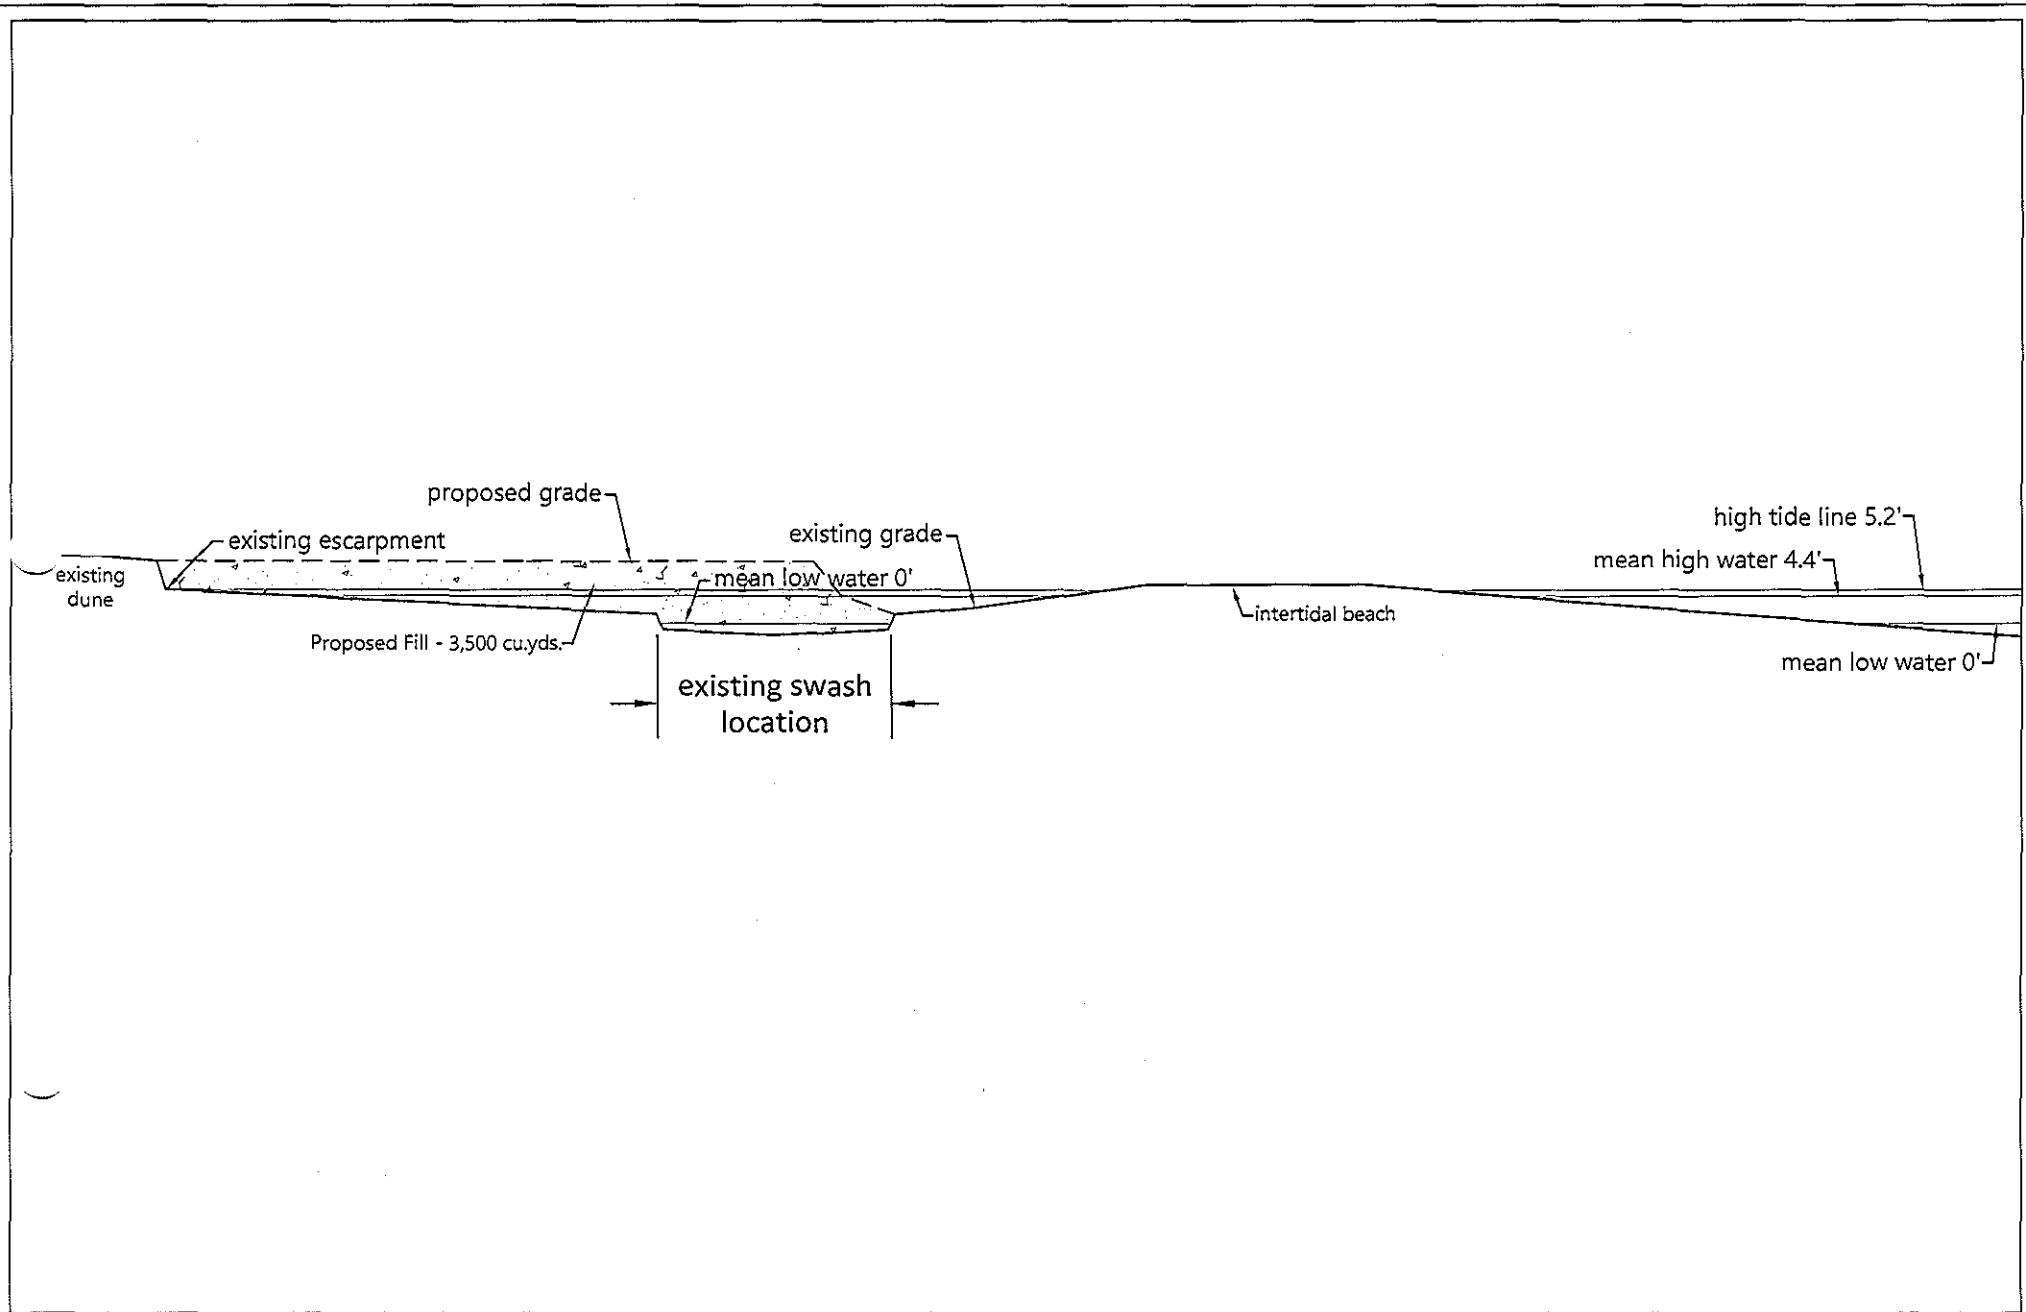 proposed grade
high tide line 5.2'
existing escarpment
existing grade
mean high water 4.4'
existing
dune
mean low water 0'
intertidal beach
Proposed Fill - 3,500 cu.yds.
mean low water 0'
existing swash
location